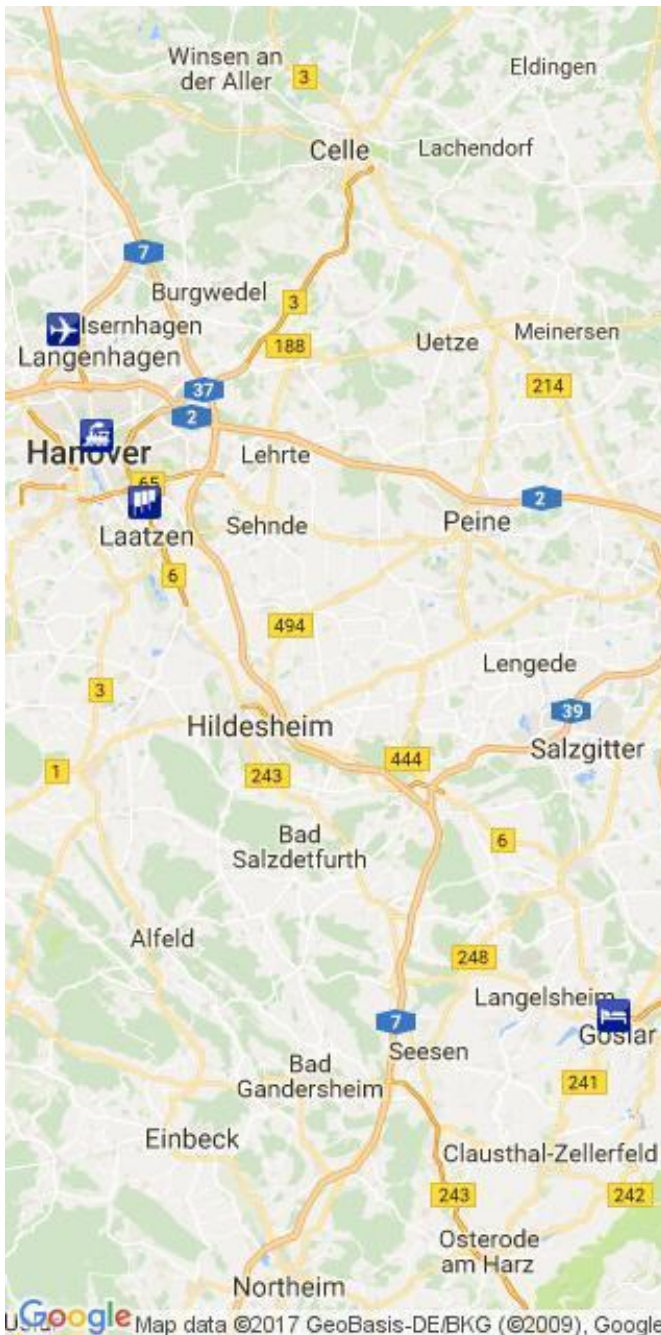 Winsen an
der Aller
3
Eldingen
Celle
Lachendorf
7
Burgwedel
3
Isernhagen
Langenhagen
188
Uetze
Meinersen
214
37
2
Hanover
Lehrte
65
2
Laatzen
Sehnde
Peine
6
494
Lengede
3
39
Hildesheim
Salzgitter
1
243
444
Bad
Salzdetfurth
6
Alfeld
248
Langelsheim
7
Goslar
Seesen
Bad
Gandersheim
241
Einbeck
Clausthal-Zellerfeld
243
242
Osterode
am Harz
Northeim
Google
Map data ©2017 GeoBasis-DE/BKG (©2009), Google